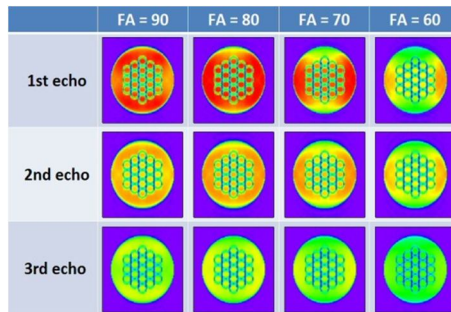 FA = 90 FA = 80 FA = 70 FA = 60
1st echo
2nd echo
3rd echo